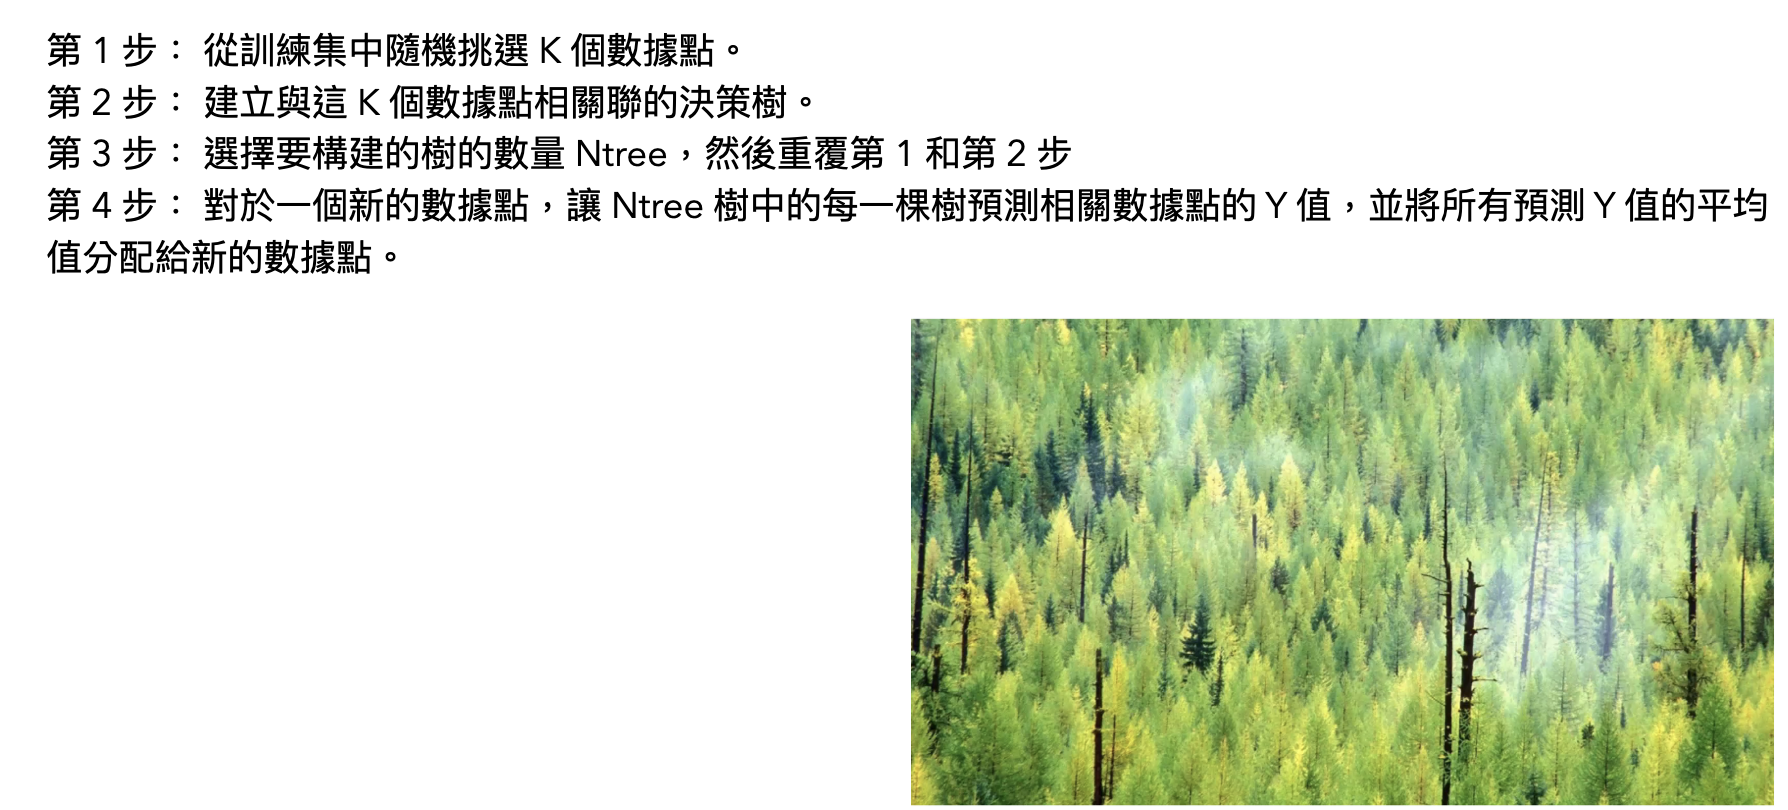 第 1 步： 從訓練集中隨機挑選 K 個數據點。
第 2 步： 建立與這 K 個數據點相關聯的決策樹。
第 3 步： 選擇要構建的樹的數量 Ntree，然後重覆第 1 和第 2 步
第 4 步： 對於一個新的數據點，讓 Ntree 樹中的每一棵樹預測相關數據點的 Y 值，並將所有預測 Y 值的平均
值分配給新的數據點。